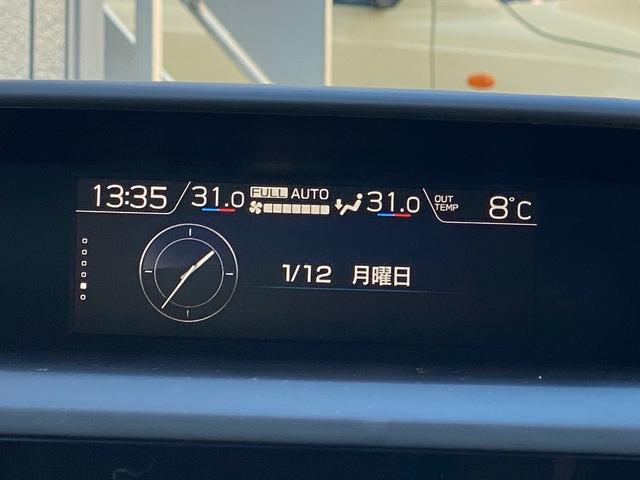 13:35 31.0 FULL AUTO 31.0 OUT TEMP 8°C
1/12 月曜日